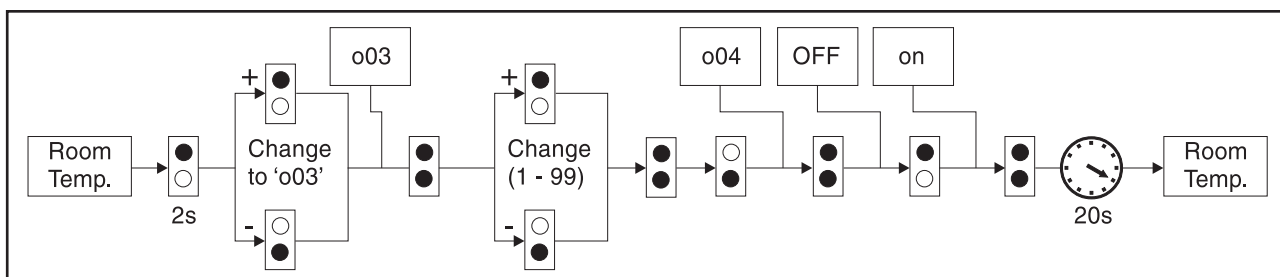 o03
o04
OFF
on
+
+
Room
Temp.
Change
to ‘o03’
Change
(1 - 99)
Room
Temp.
2s
-
-
20s